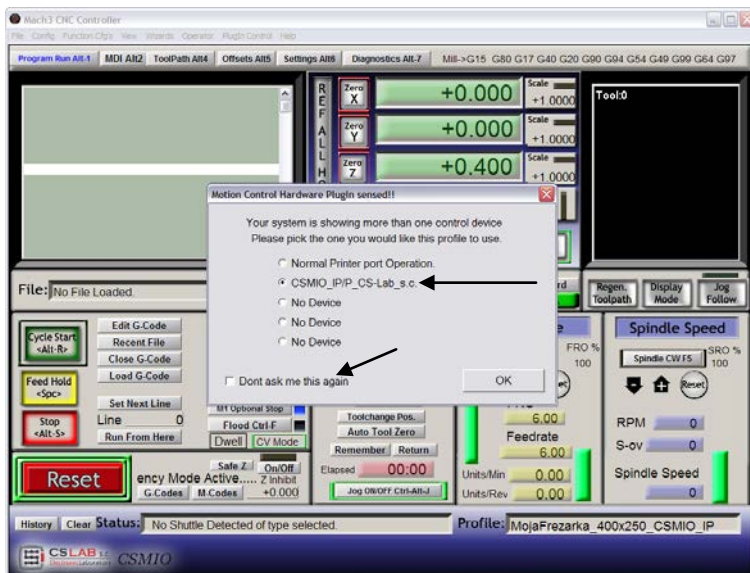 Mach3 CNC Controller
File Config Function Cfg's View Wizards Operator PlugIn Control Help
Program Run Alt-1 MDI Alt2 ToolPath Alt4 Offsets Alt5 Settings Alt6 Diagnostics Alt-7 Mill->G15 G80 G17 G40 G20 G90 G94 G54 G49 G99 G64 G97
REF ALL H
Zero X +0.000 Scale +1.0000
Zero Y +0.000 Scale +1.0000
Zero Z +0.400 Scale +1.0000
Tool:0
Motion Control Hardware PlugIn sensed!!
Your system is showing more than one control device
Please pick the one you would like this profile to use.
Normal Printer port Operation.
CSMIO_IP/P_CS-Lab_s.c.
No Device
No Device
No Device
Dont ask me this again
OK
File: No File Loaded.
Regen. Toolpath
Display Mode
Jog Follow
Cycle Start <Alt-R>
Feed Hold <Spc>
Stop <Alt-S>
Edit G-Code
Recent File
Close G-Code
Load G-Code
Set Next Line
Line 0
Run From Here
M1 Optional Stop
Flood Ctrl-F
Dwell CV Mode
Toolchange Pos.
Auto Tool Zero
Remember Return
Elapsed 00:00
Jog ON/OFF Ctrl-Alt-J
FRO %
100
6.00
Feedrate
6.00
Units/Min 0.00
Units/Rev 0.00
Spindle Speed
Spindle CW F5
SRO %
100
Reset
RPM 0
S-ov 0
Spindle Speed
0
Reset
ency Mode Active.....
G-Codes M-Codes
Safe Z
On/Off
Z Inhibit
+0.000
History Clear Status: No Shuttle Detected of type selected. Profile: MojaFrezarka_400x250_CSMIO_IP
CSLAB s.c.
CSMIO